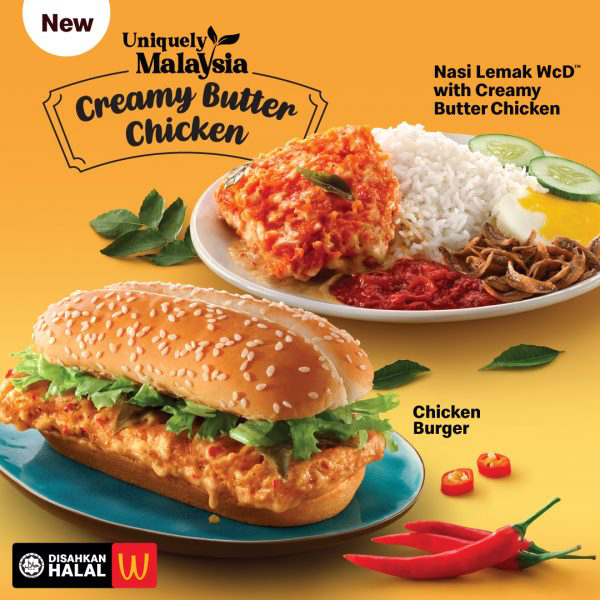 New
Uniquely
Malaysia
Creamy Butter
Chicken
Nasi Lemak WcD™
with Creamy
Butter Chicken
Chicken
Burger
DISAHKAN
HALAL
W